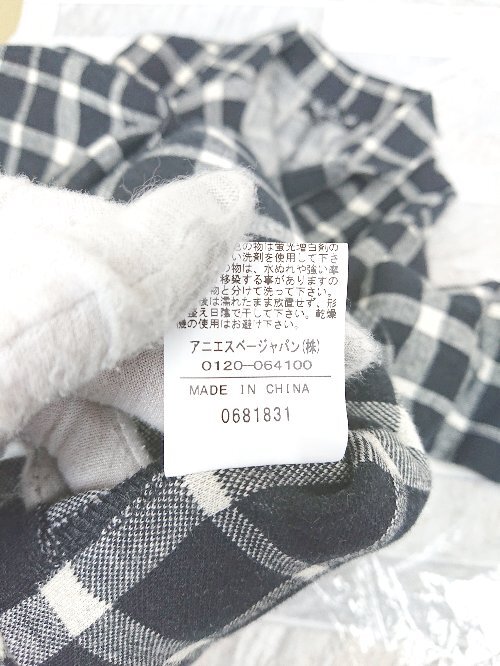 の物は蛍光増白剤の
い洗剤を使用して下さ
の物は、水ぬれや強い摩
移染する事がありますの
物と分けて洗って下さい。
後は濡れたまま放置せず、形
整え日陰で干して下さい。乾燥
機の使用はお避け下さい。
アニエスベージャパン(株)
0120-064100
MADE IN CHINA
0681831